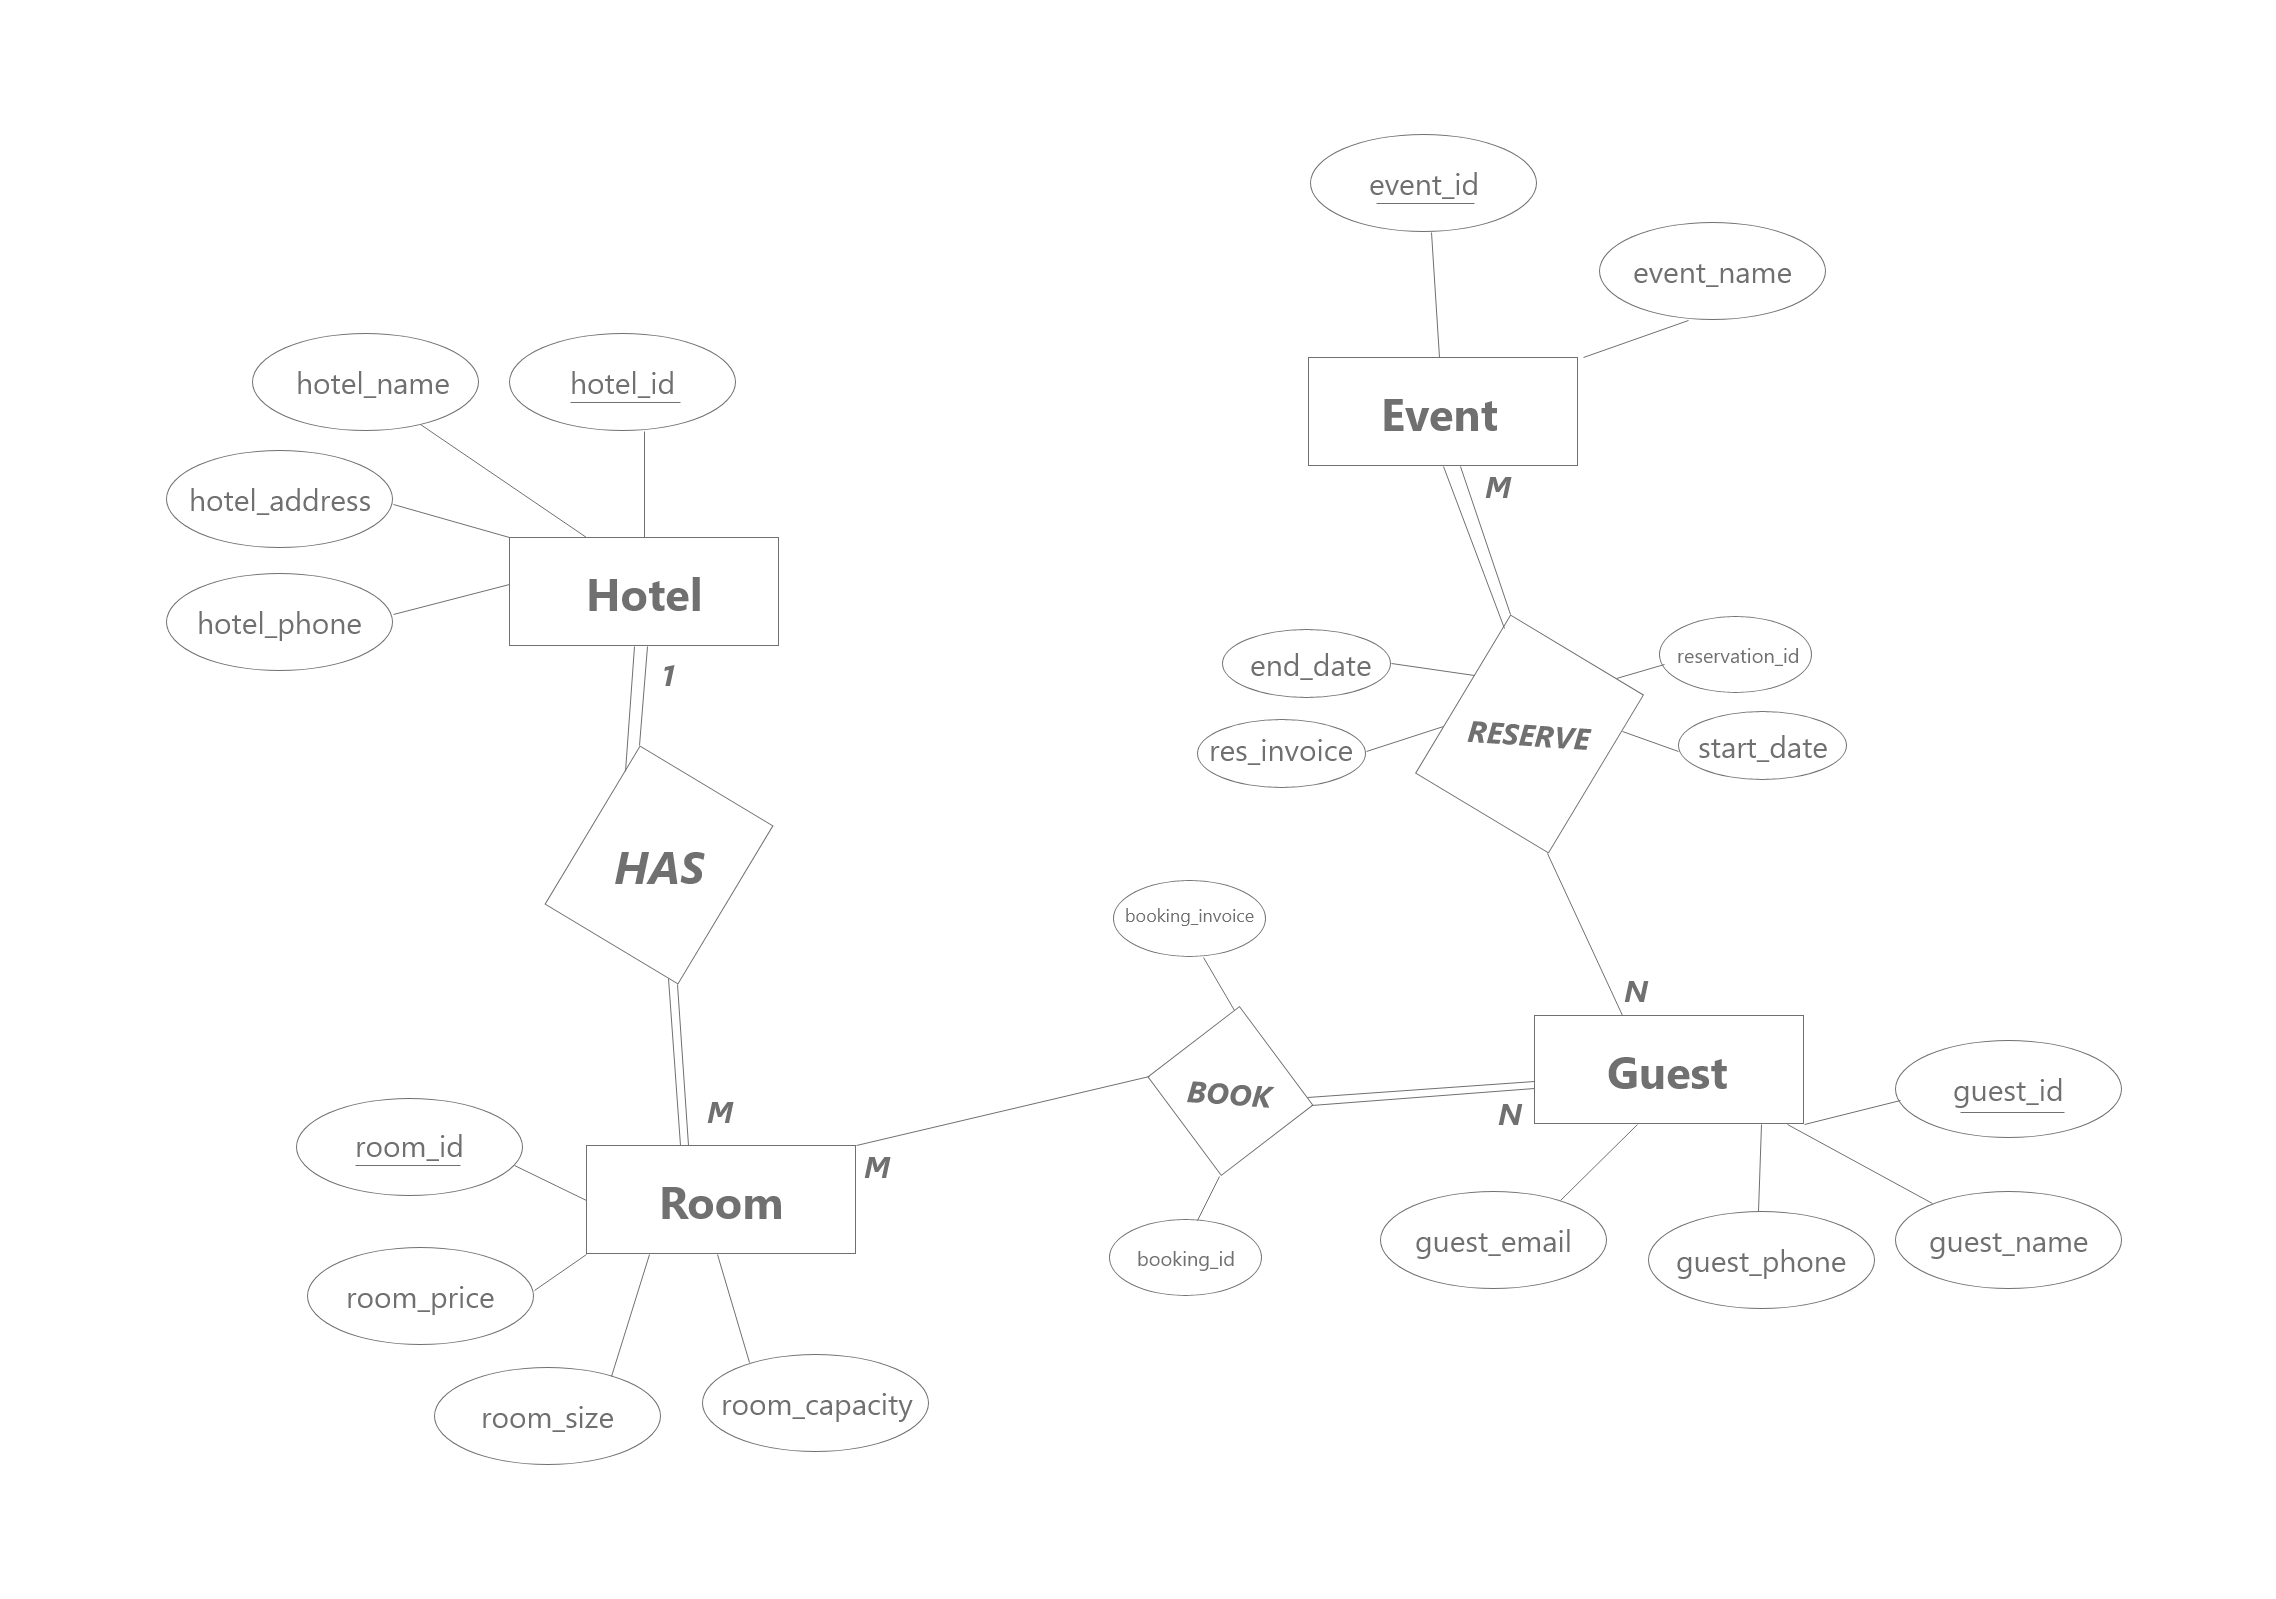 event_id
event_name
hotel_name
hotel_id
Event
hotel_address
M
Hotel
hotel_phone
1
end_date
reservation_id
res_invoice
RESERVE
start_date
HAS
booking_invoice
N
Guest
guest_id
BOOK
M
N
room_id
M
Room
guest_email
guest_phone
guest_name
booking_id
room_price
room_size
room_capacity